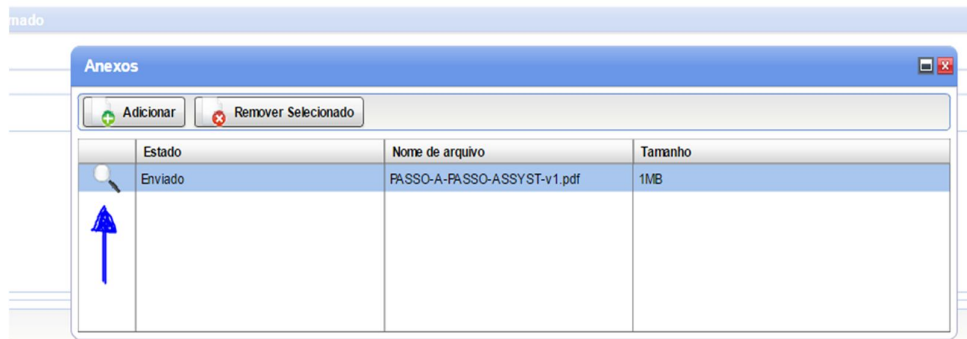 mado
Anexos
Adicionar Remover Selecionado
Estado Nome de arquivo Tamanho
Enviado PASSO-A-PASSO-ASSYST-v1.pdf 1MB